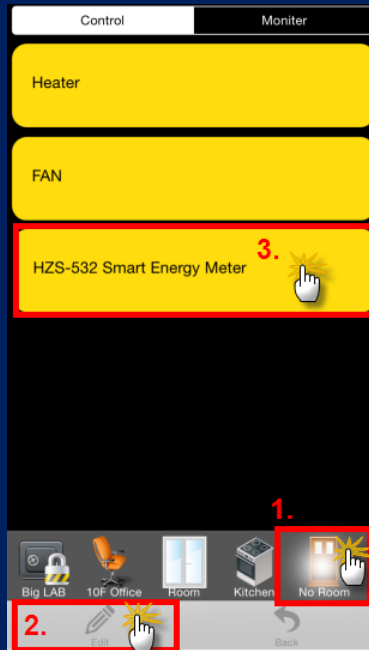 Control Moniter
Heater
FAN
3.
HZS-532 Smart Energy Meter
1.
Big LAB 10F Office Room Kitchen No Room
2.
Edit Back